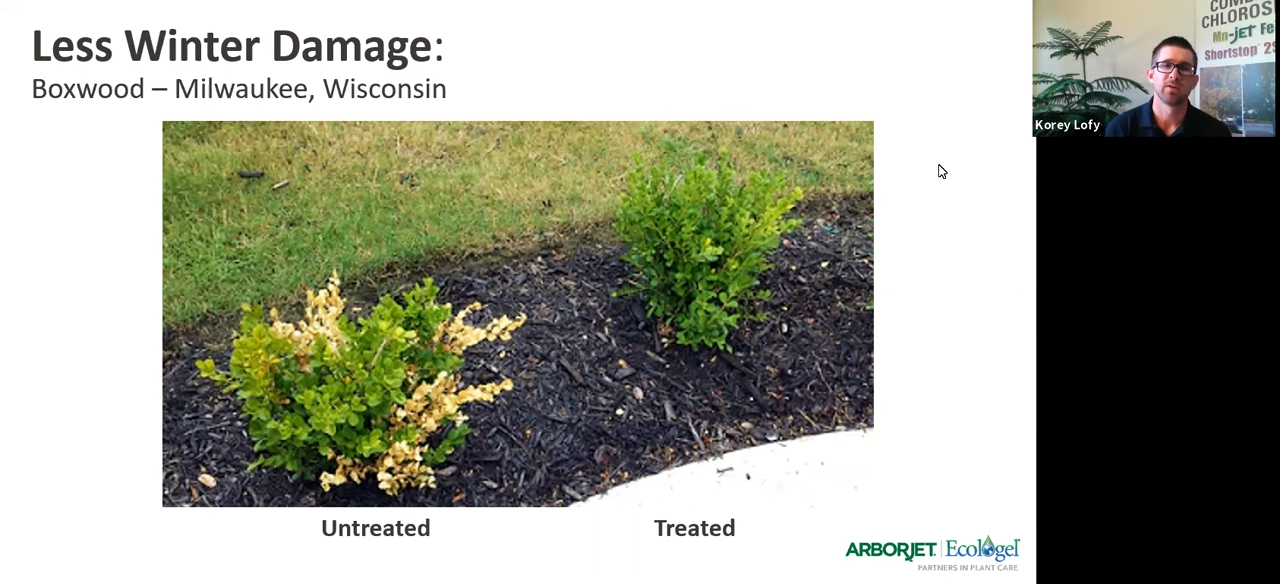 Less Winter Damage:
Boxwood – Milwaukee, Wisconsin
CHLOROS
Mn-jET Fe
Shortstop 2S
Korey Lofy
Untreated
Treated
ARBORJET | Ecologel
PARTNERS IN PLANT CARE